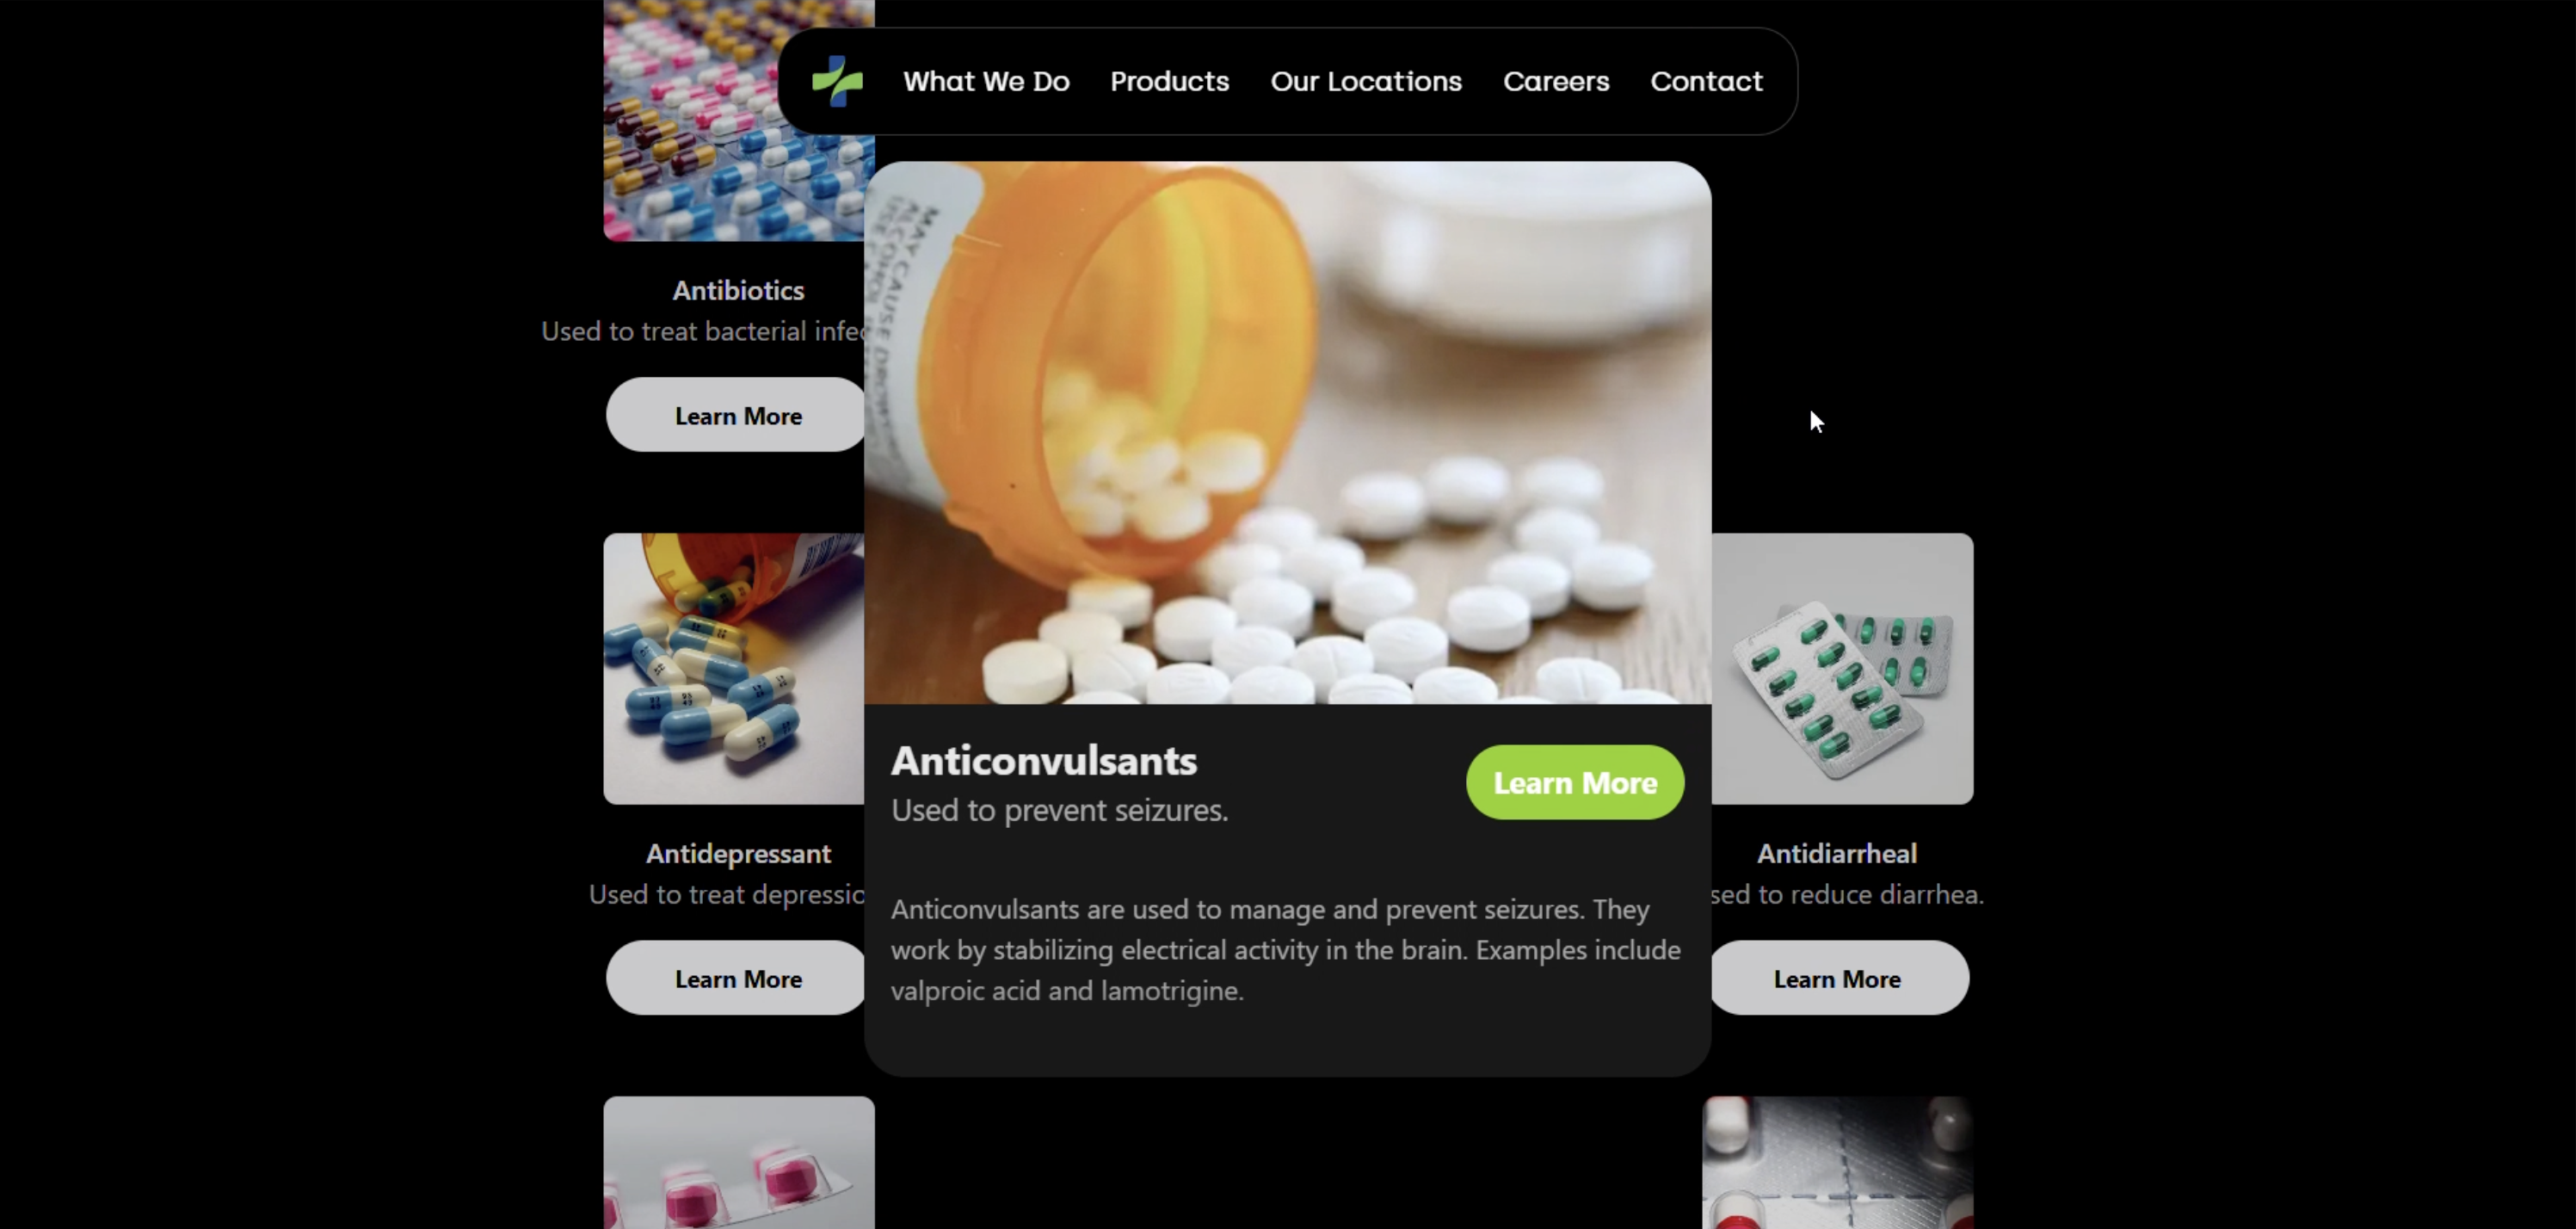 What We Do
Products
Our Locations
Careers
Contact
MAY CAUSE
Antibiotics
Used to treat bacterial
Learn More
Antidepressant
Used to treat
Learn More
Anticonvulsants
Used to prevent seizures.
Learn More
Anticonvulsants are used to manage and prevent seizures. They
work by stabilizing electrical activity in the brain. Examples include
valproic acid and lamotrigine.
Antidiarrheal
sed to reduce diarrhea.
Learn More